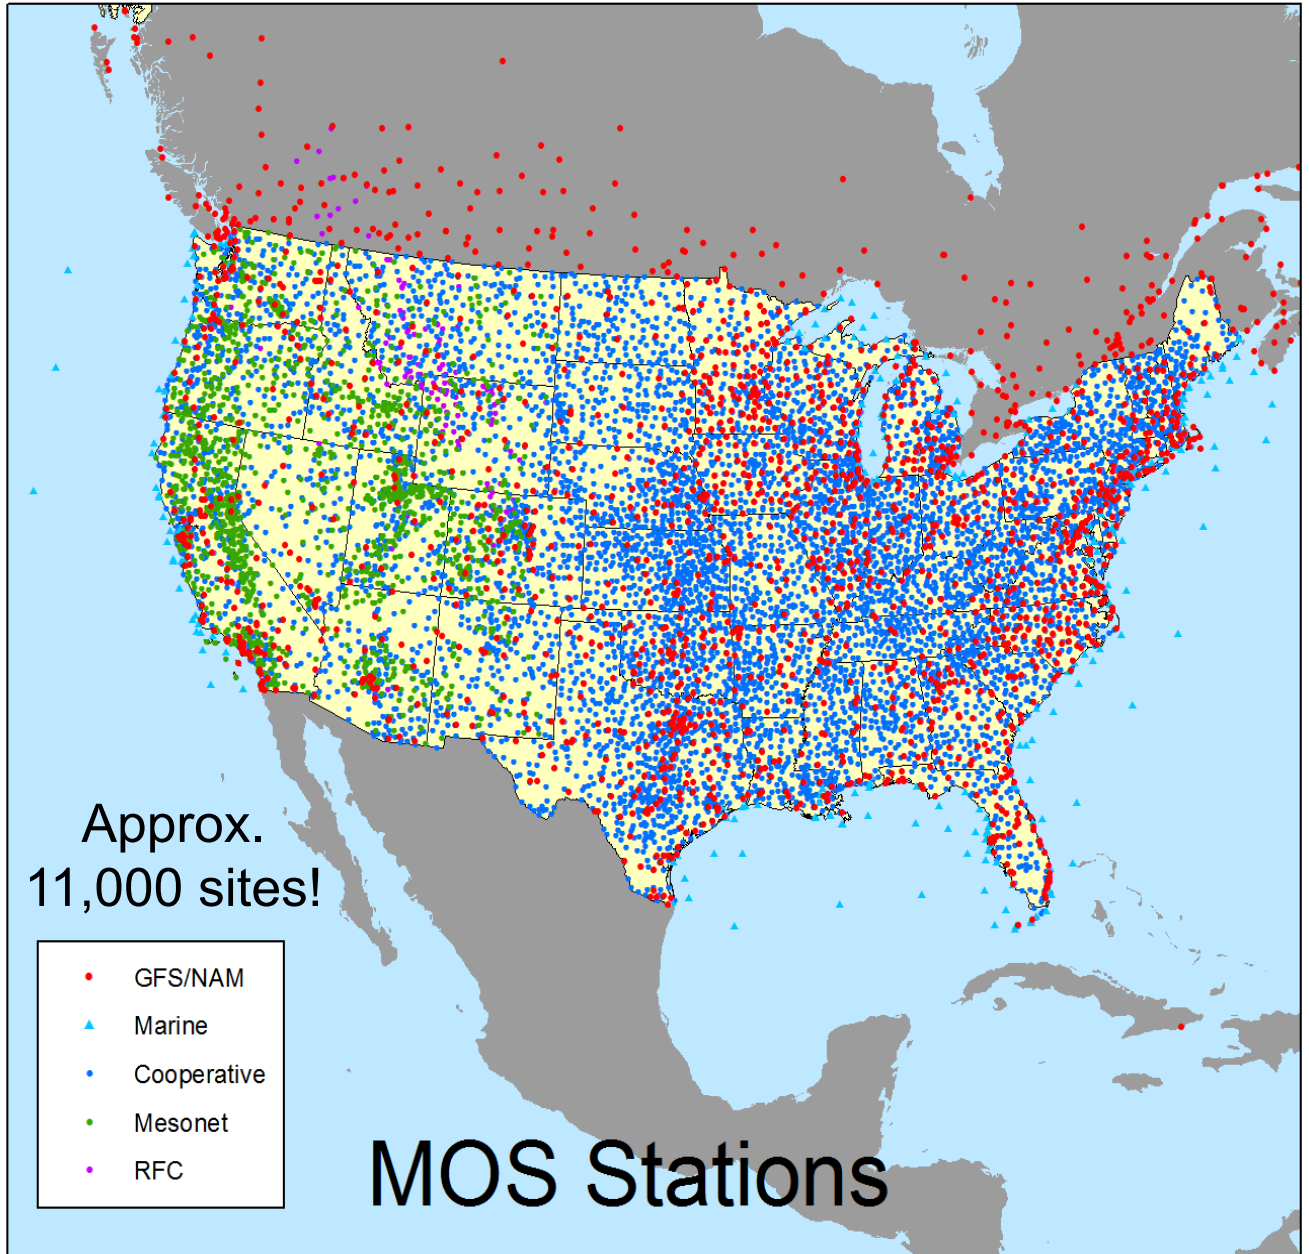 Approx.
11,000 sites!
GFS/NAM
Marine
Cooperative
Mesonet
RFC
MOS Stations